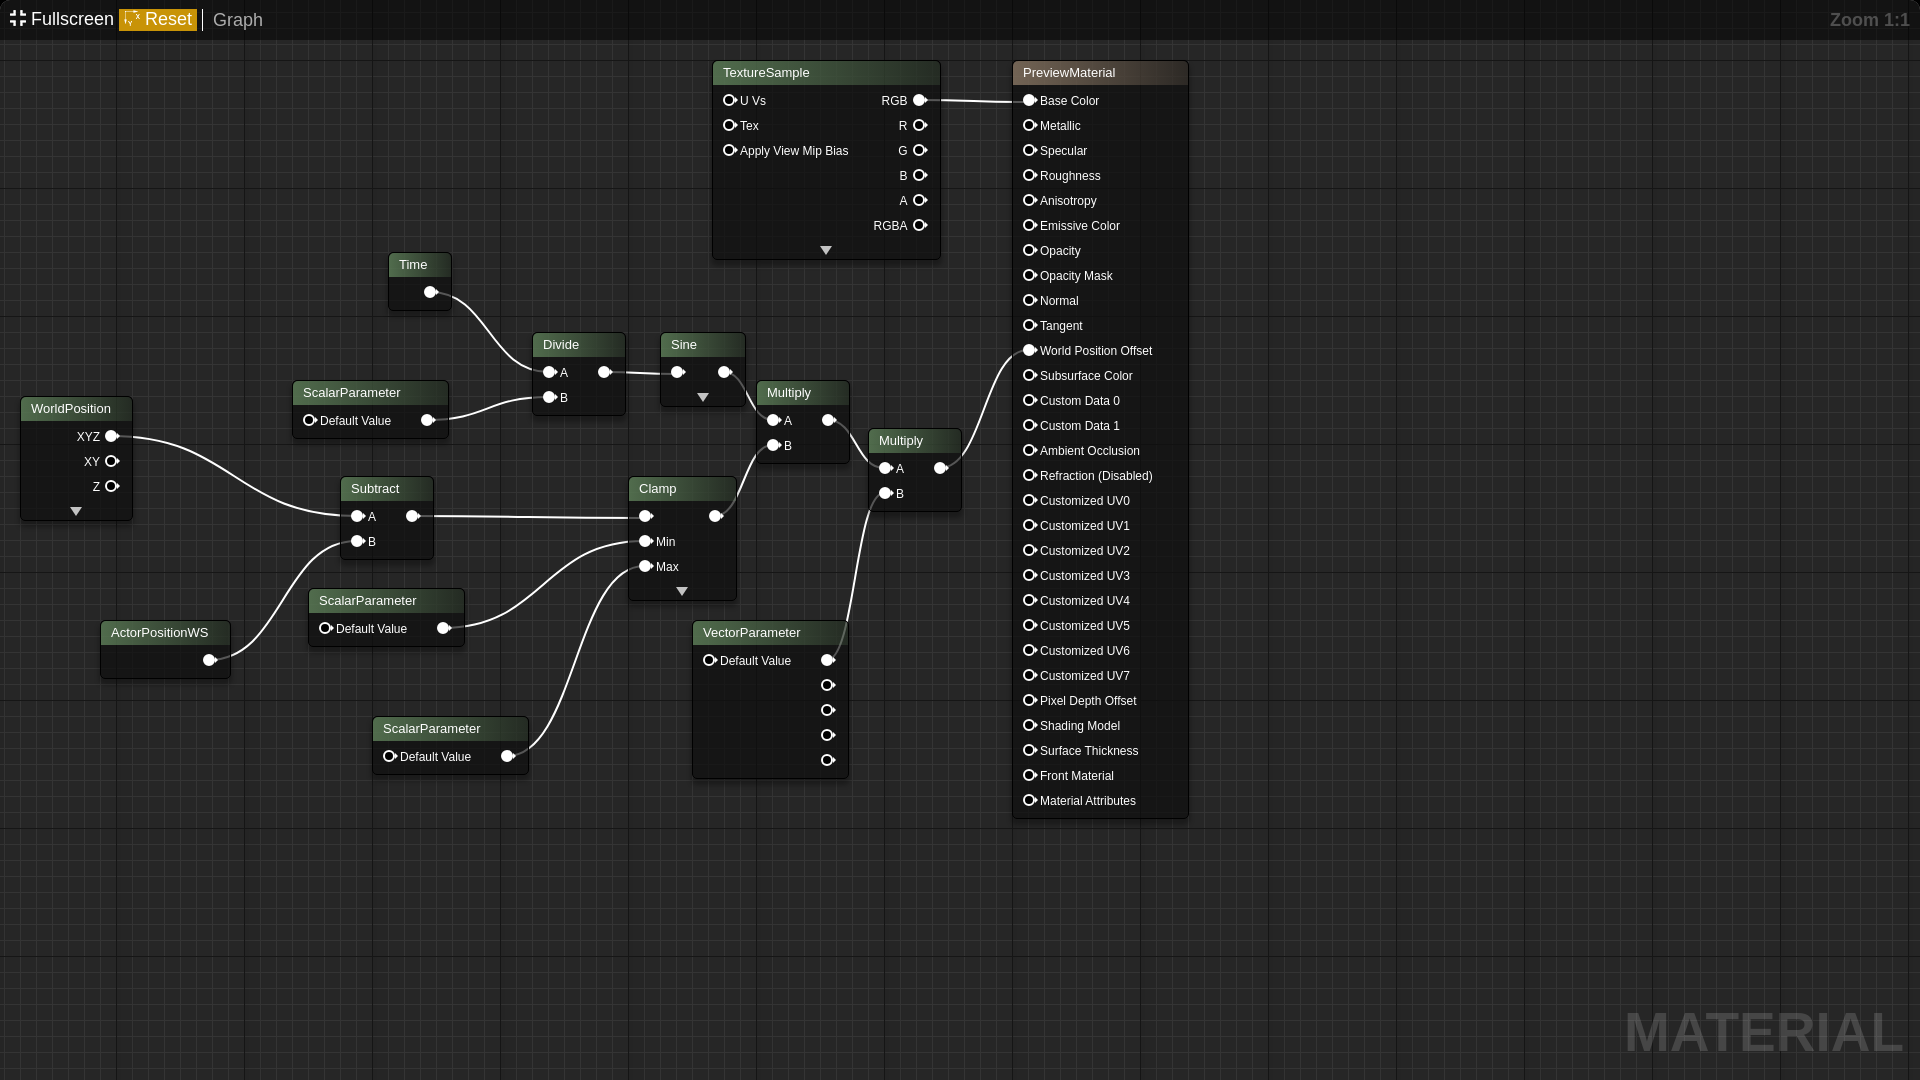 Fullscreen Reset Graph Zoom 1:1
TextureSample
U Vs RGB
Tex R
Apply View Mip Bias G
B
A
RGBA
PreviewMaterial
Base Color
Metallic
Specular
Roughness
Anisotropy
Emissive Color
Opacity
Opacity Mask
Normal
Tangent
World Position Offset
Subsurface Color
Custom Data 0
Custom Data 1
Ambient Occlusion
Refraction (Disabled)
Customized UV0
Customized UV1
Customized UV2
Customized UV3
Customized UV4
Customized UV5
Customized UV6
Customized UV7
Pixel Depth Offset
Shading Model
Surface Thickness
Front Material
Material Attributes
Time
Divide
A
B
Sine
ScalarParameter
Default Value
Multiply
A
B
WorldPosition
XYZ
XY
Z
Multiply
A
B
Subtract
A
B
Clamp
Min
Max
ScalarParameter
Default Value
ActorPositionWS
VectorParameter
Default Value
ScalarParameter
Default Value
MATERIAL